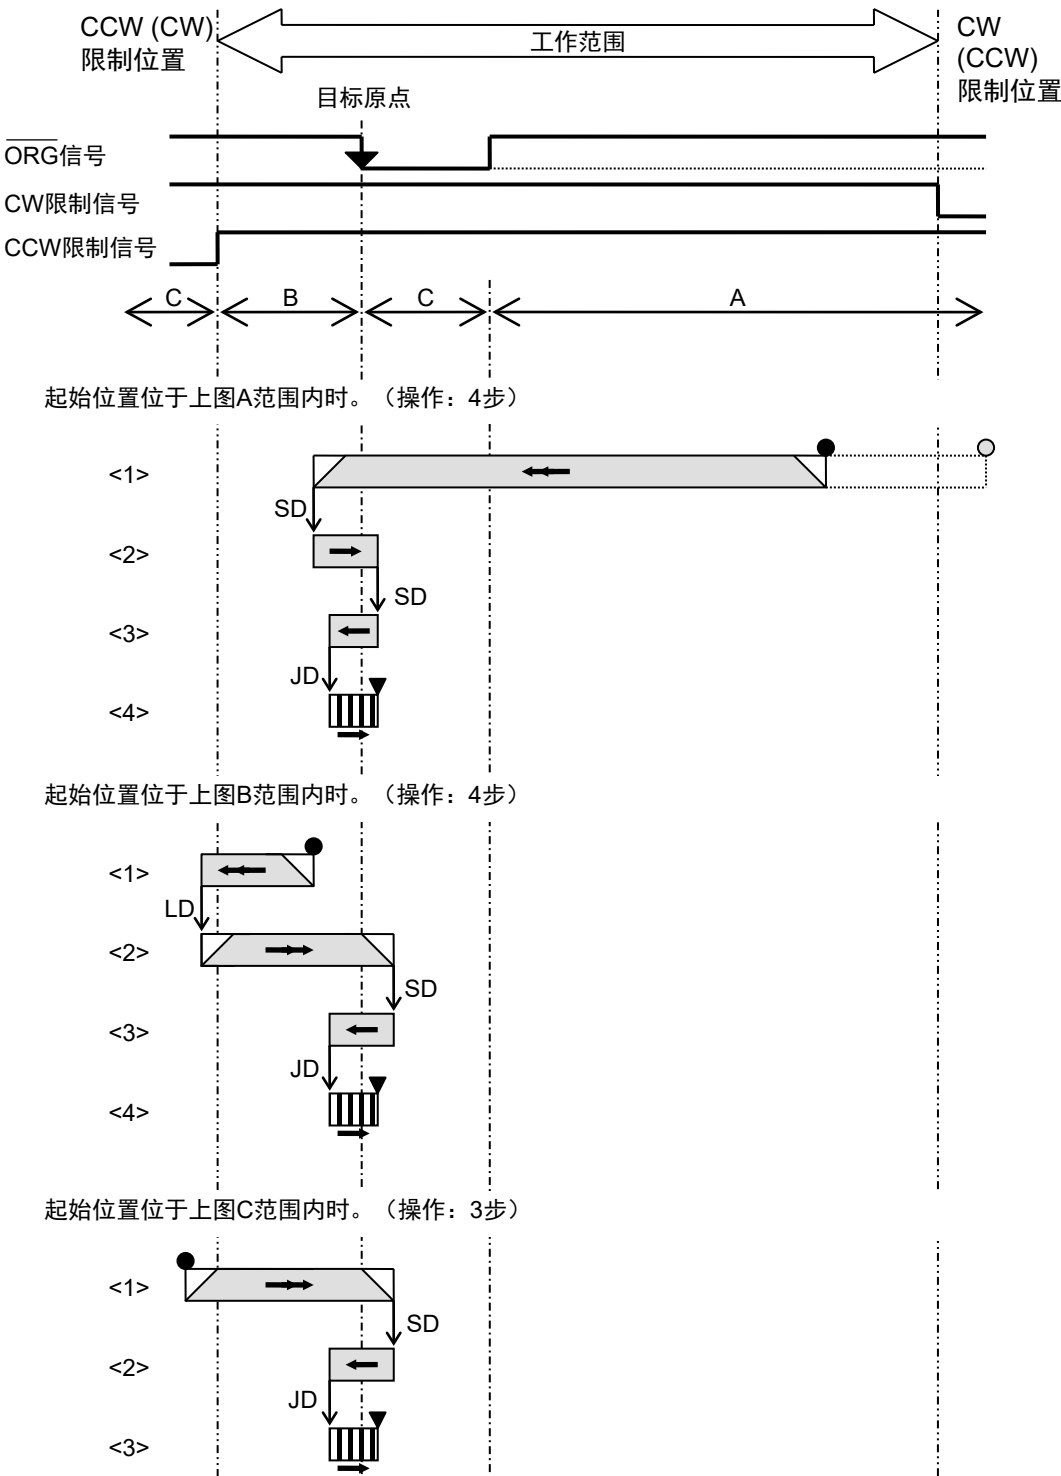 CCW (CW)
限制位置
工作范围
CW
(CCW)
限制位置
目标原点
ORG信号
CW限制信号
CCW限制信号
C
B
C
A
起始位置位于上图A范围内时。（操作：4步）
<1>
SD
<2>
SD
<3>
JD
<4>
起始位置位于上图B范围内时。（操作：4步）
<1>
LD
<2>
SD
<3>
JD
<4>
起始位置位于上图C范围内时。（操作：3步）
<1>
SD
<2>
JD
<3>